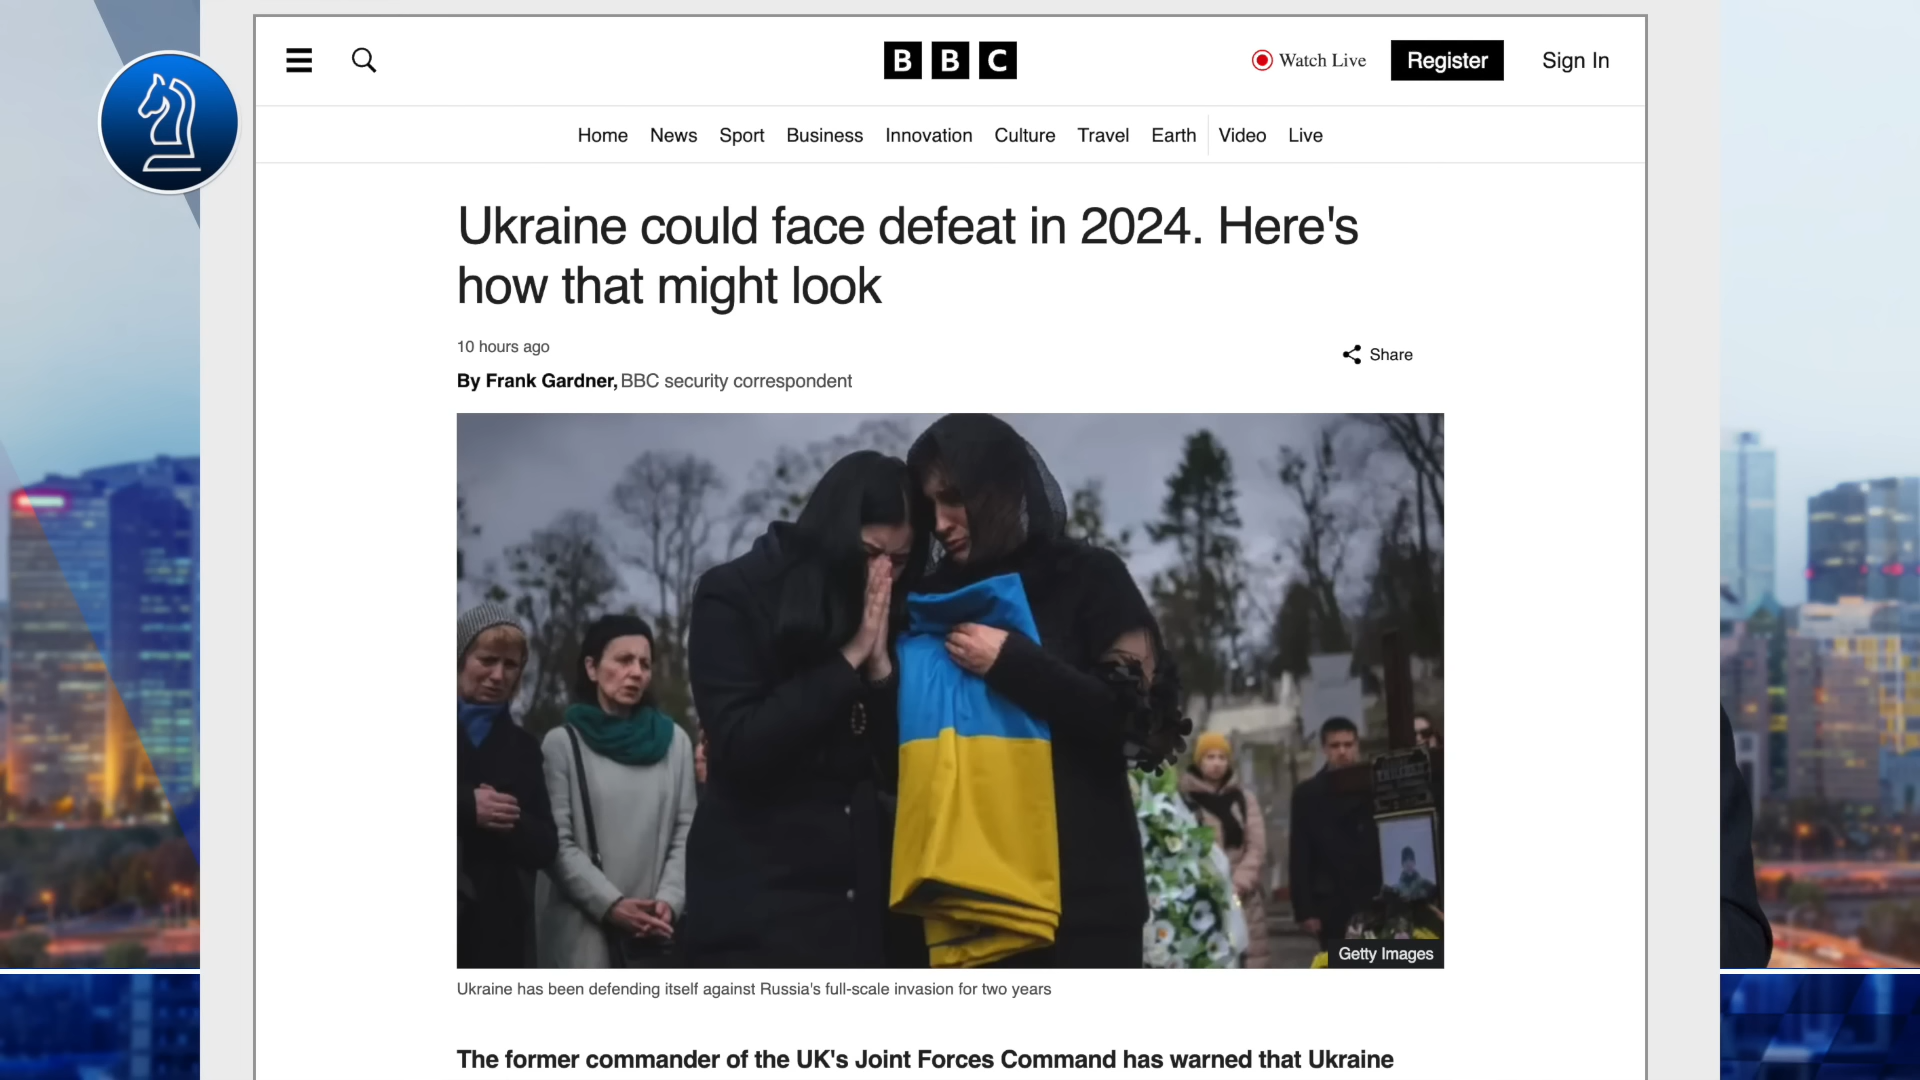 BBC
Watch Live
Register
Sign In
Home News Sport Business Innovation Culture Travel Earth Video Live
Ukraine could face defeat in 2024. Here's
how that might look
10 hours ago
Share
By Frank Gardner, BBC security correspondent
Getty Images
Ukraine has been defending itself against Russia's full-scale invasion for two years
The former commander of the UK's Joint Forces Command has warned that Ukraine